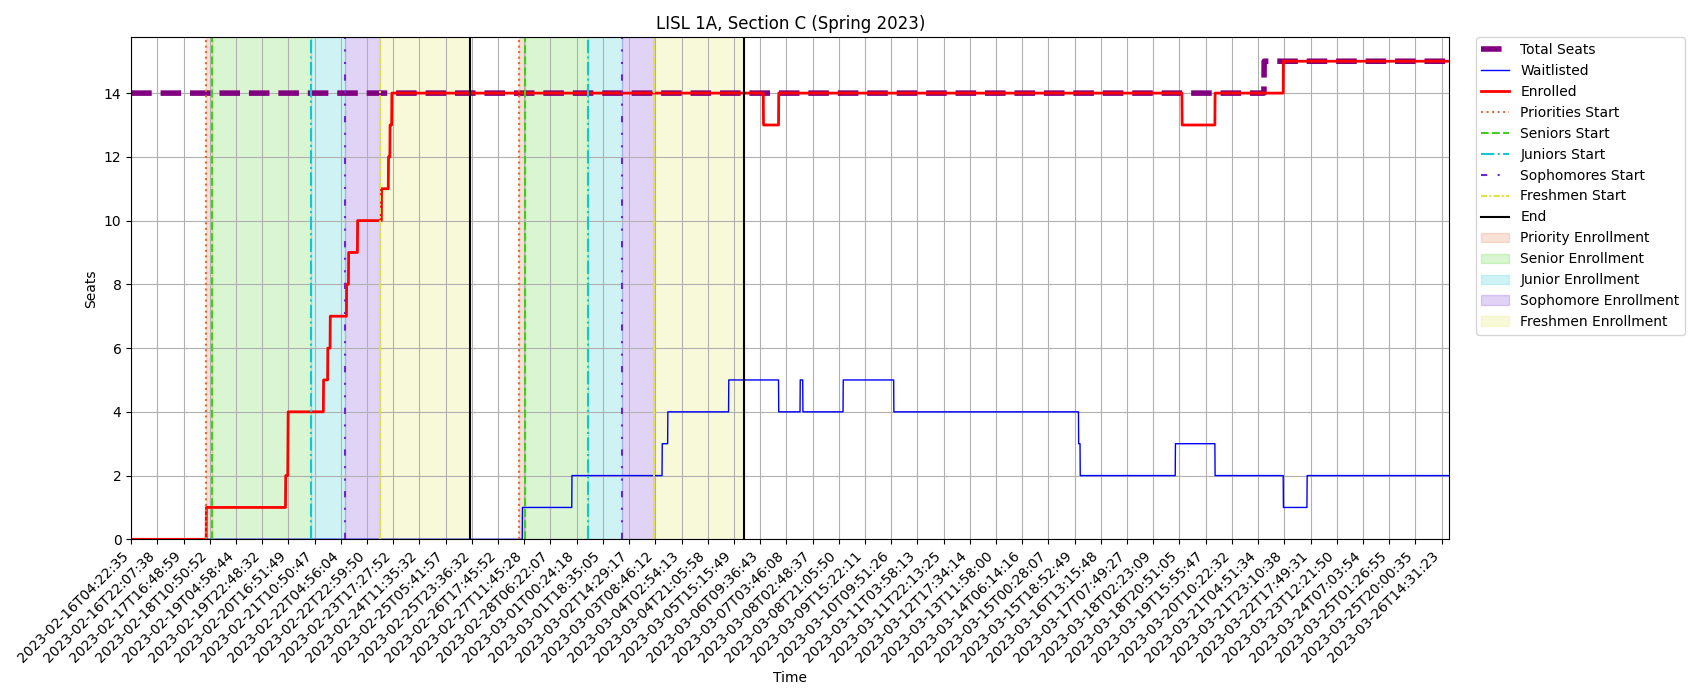 LISL 1A, Section C (Spring 2023)
Total Seats
Waitlisted
Enrolled
Priorities Start
Seniors Start
Juniors Start
Sophomores Start
Freshmen Start
End
Priority Enrollment
Senior Enrollment
Junior Enrollment
Sophomore Enrollment
Freshmen Enrollment
Seats
14
12
10
8
6
4
2
0
2023-02-16T04:22:35
2023-02-16T22:07:38
2023-02-17T16:48:59
2023-02-18T10:50:52
2023-02-19T04:58:44
2023-02-19T22:48:32
2023-02-20T16:51:49
2023-02-21T10:50:47
2023-02-22T04:56:04
2023-02-22T22:59:50
2023-02-23T17:27:52
2023-02-24T11:35:32
2023-02-25T05:41:57
2023-02-25T23:36:32
2023-02-26T17:45:52
2023-02-27T11:45:28
2023-02-28T06:22:07
2023-03-01T00:24:18
2023-03-01T18:35:05
2023-03-02T14:29:17
2023-03-03T08:46:12
2023-03-04T02:54:13
2023-03-04T21:05:58
2023-03-05T15:15:49
2023-03-06T09:36:43
2023-03-07T03:46:08
2023-03-08T02:48:37
2023-03-08T21:05:50
2023-03-09T15:22:11
2023-03-10T09:51:26
2023-03-11T03:58:13
2023-03-11T22:13:25
2023-03-12T17:34:14
2023-03-13T11:58:00
2023-03-14T06:14:16
2023-03-15T00:28:07
2023-03-15T18:52:49
2023-03-16T13:15:48
2023-03-17T07:49:27
2023-03-18T02:23:09
2023-03-18T20:51:05
2023-03-19T15:55:47
2023-03-20T10:22:32
2023-03-21T04:51:34
2023-03-21T23:10:38
2023-03-22T17:49:31
2023-03-23T12:21:50
2023-03-24T07:03:54
2023-03-25T01:26:55
2023-03-25T20:00:35
2023-03-26T14:31:23
Time